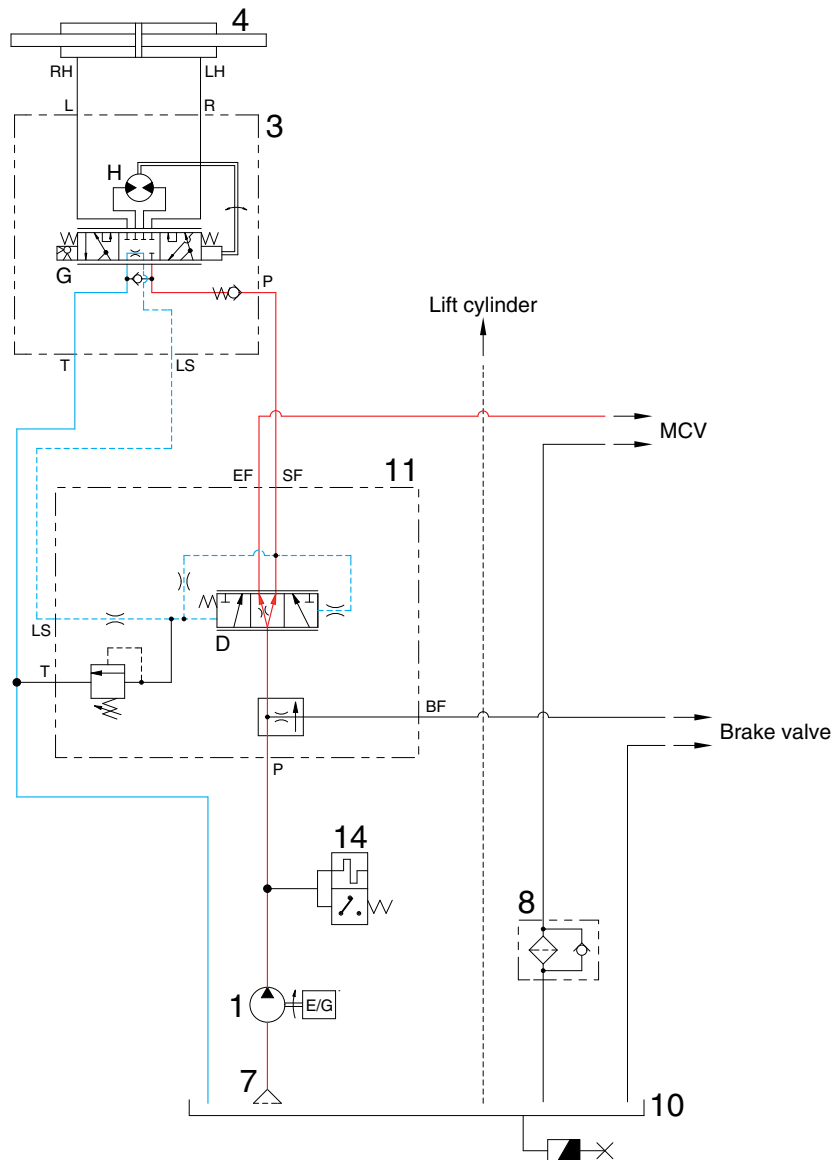 4
RH
LH
L
R
3
H
G
P
T
LS
Lift cylinder
MCV
EF
SF
11
LS
D
T
BF
Brake valve
P
14
8
1
E/G
7
10